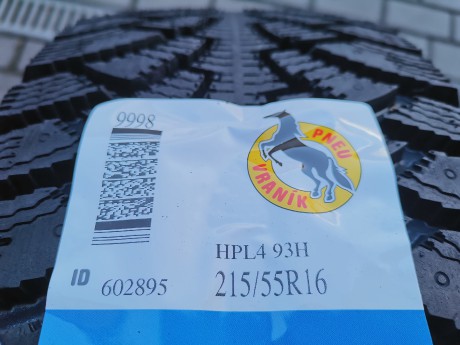 9998
PNEU
VRANÍK
HPL4 93H
ID 602895
215/55R16